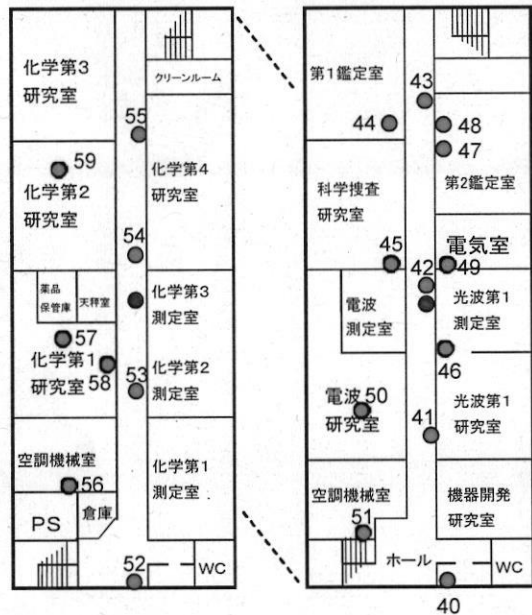 化学第3
研究室
クリーンルーム
55
59
化学第2
研究室
化学第4
研究室
54
薬品
保管庫
天秤室
化学第3
測定室
57
化学第1
研究室
58
53
化学第2
測定室
空調機械室
56
化学第1
測定室
PS
倉庫
52
WC
第1鑑定室
43
44
48
47
科学捜査
研究室
第2鑑定室
45
電気室
42
49
電波
測定室
光波第1
測定室
46
電波
研究室
50
41
光波第1
研究室
空調機械室
51
機器開発
研究室
ホール
WC
40